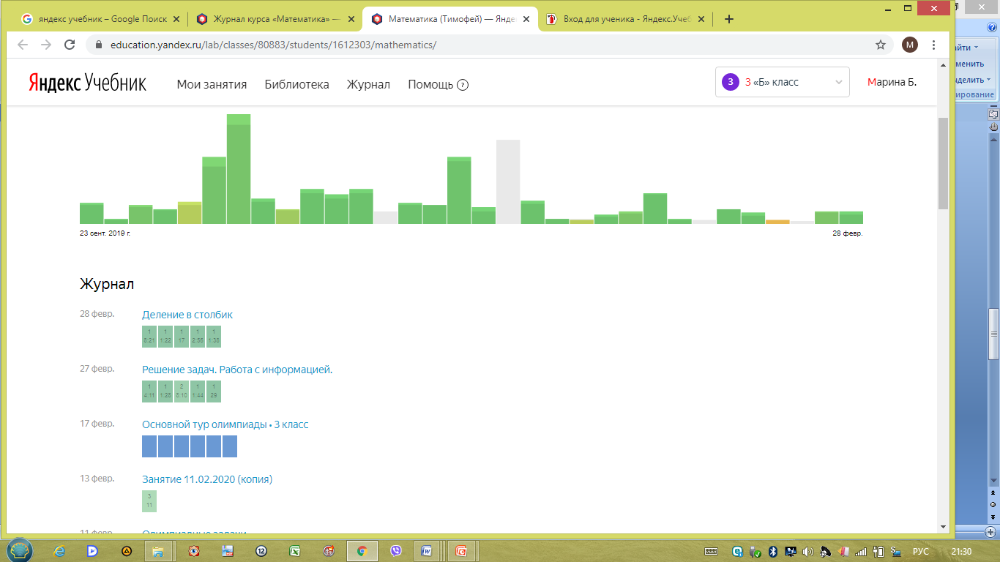 яндекс учебник – Google Поиск
Журнал курса «Математика» —
Математика (Тимофей) — Янде
Вход для ученика - Яндекс.Учеб
education.yandex.ru/lab/classes/80883/students/1612303/mathematics/
M
Яндекс Учебник
Мои занятия
Библиотека
Журнал
Помощь ?
3
3 «Б» класс
Марина Б.
айти
менить
делить
ирование
23 сент. 2019 г.
28 февр.
Журнал
28 февр.
Деление в столбик
1 1 1 1 1
8:21 1:22 17 2:56 1:38
27 февр.
Решение задач. Работа с информацией.
1 1 2 1 1
4:11 1:28 8:10 1:44 29
17 февр.
Основной тур олимпиады • 3 класс
13 февр.
Занятие 11.02.2020 (копия)
3
11
11 февр.
Олимпиадные задачи
12
РУС
21:30